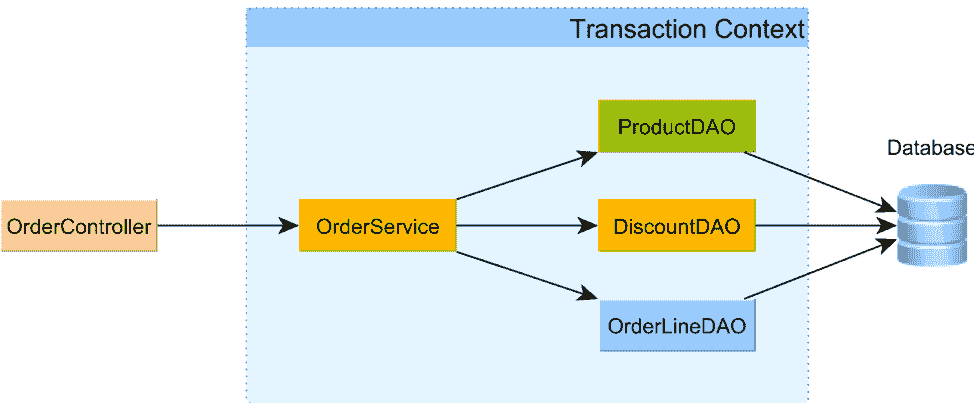 Transaction Context
ProductDAO
Database
OrderController
OrderService
DiscountDAO
OrderLineDAO